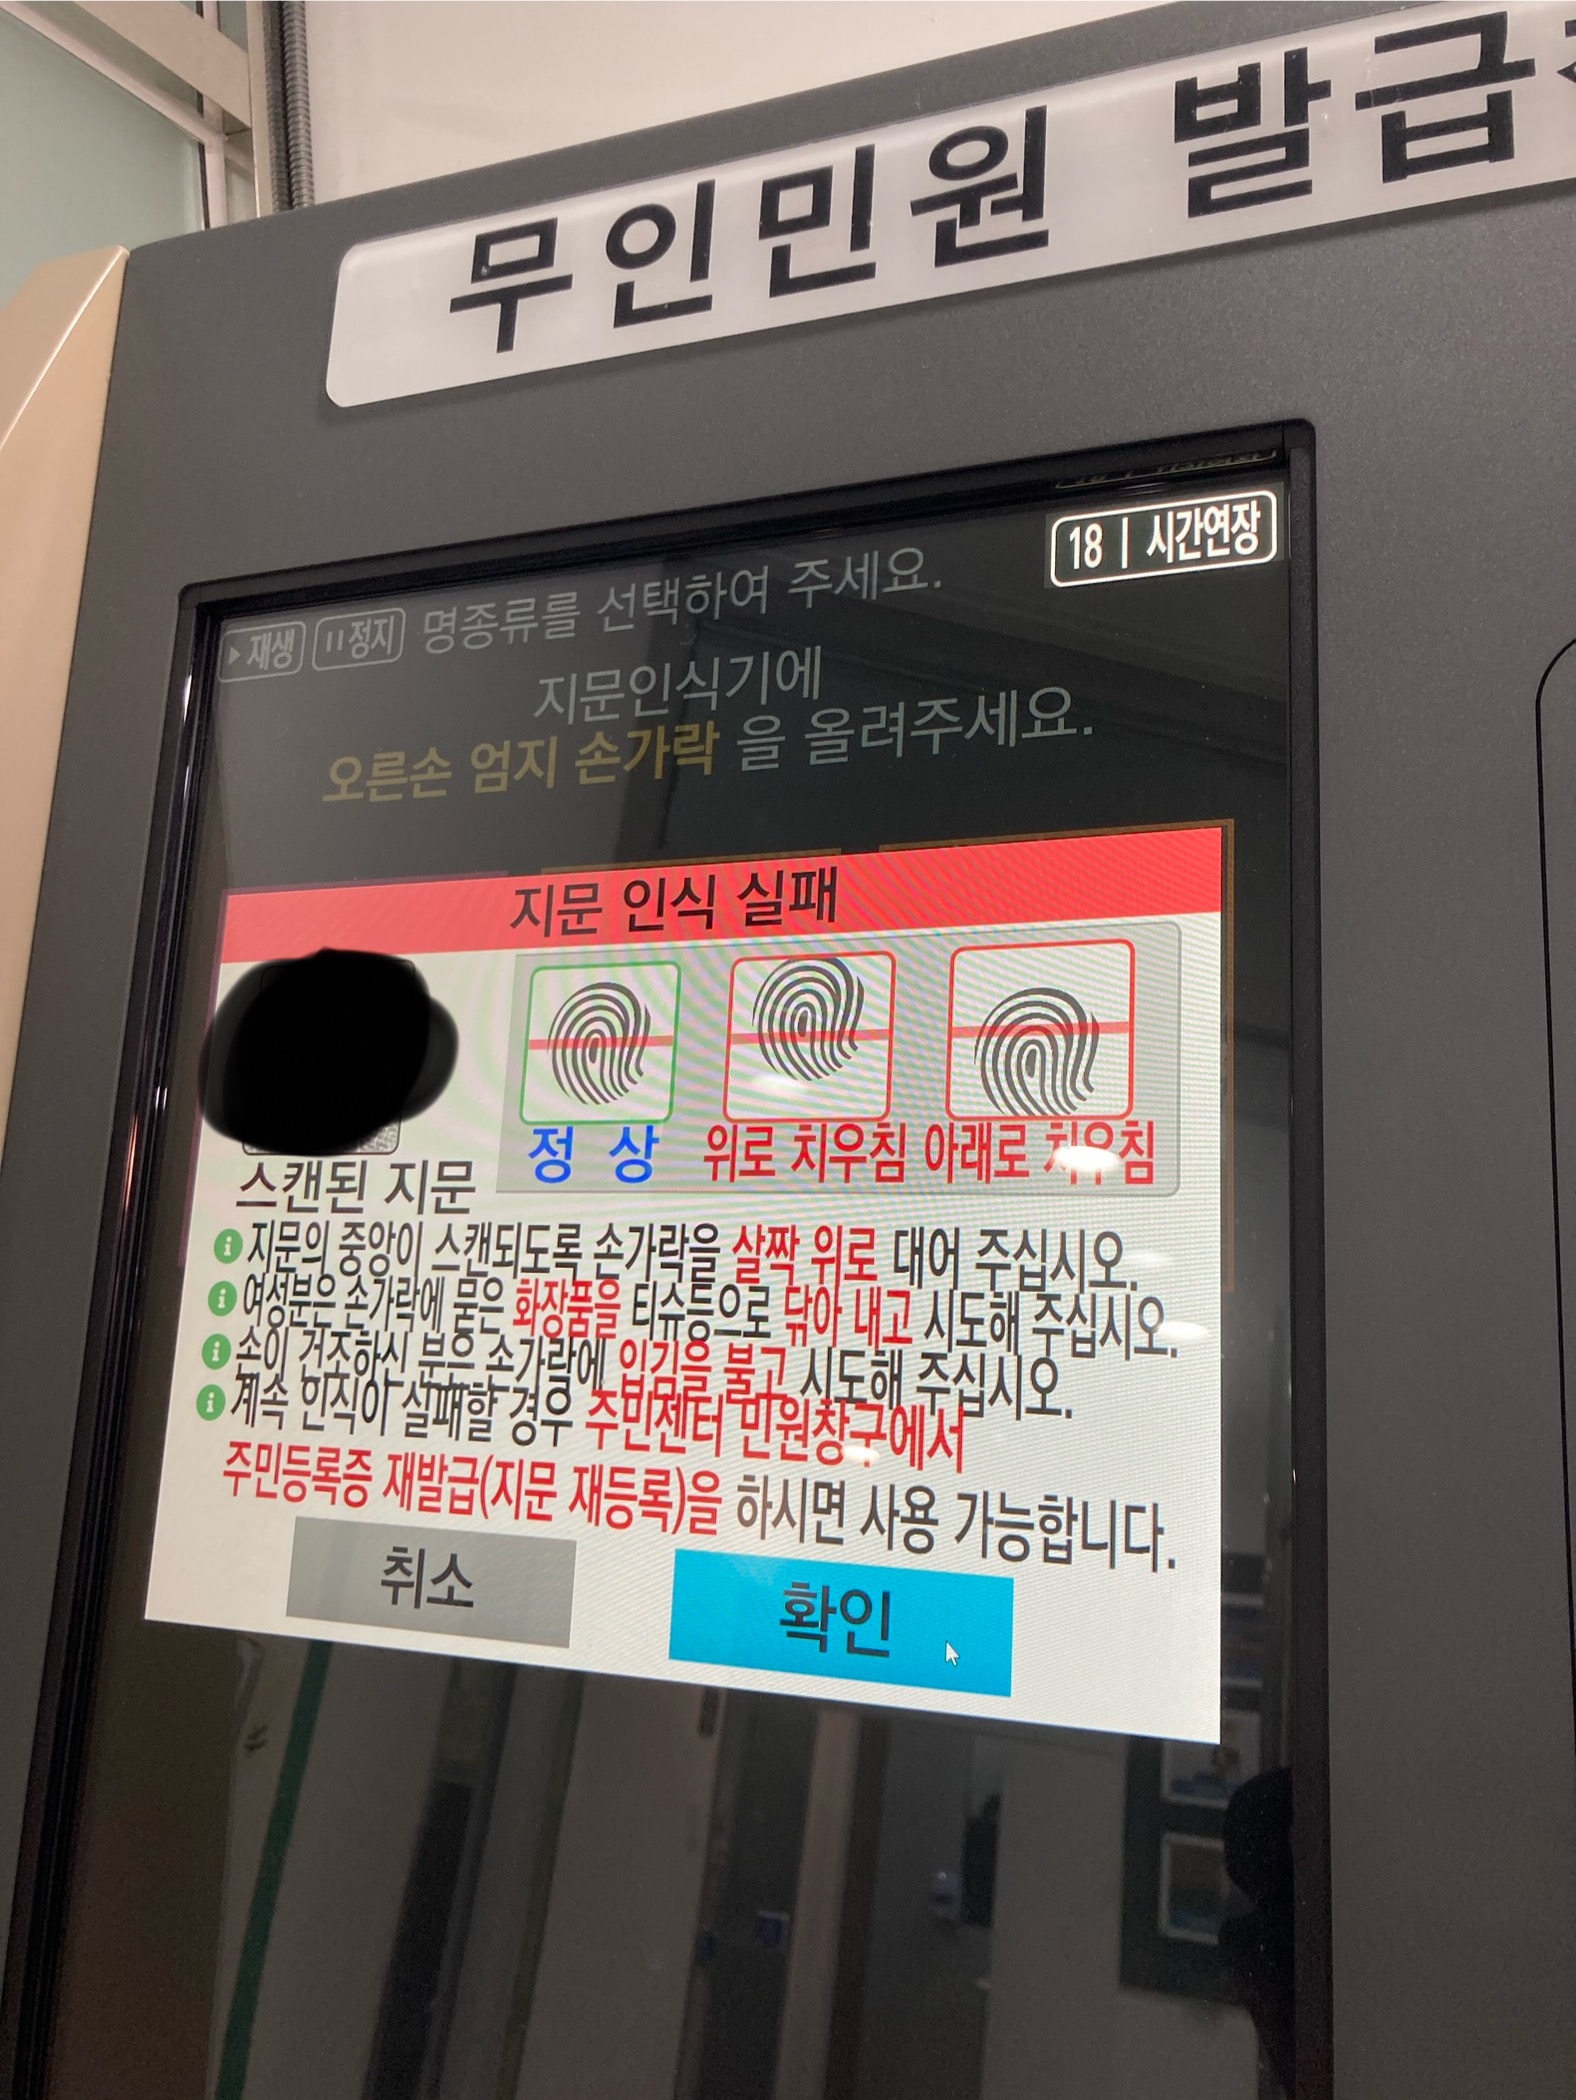 무인민원 발급
18 | 시간연장
재생 정지 명종류를 선택하여 주세요.
지문인식기에
오른손 엄지 손가락 을 올려주세요.
지문 인식 실패
정 상 위로 치우침 아래로 치우침
스캔된 지문
지문의 중앙이 스캔되도록 손가락을 살짝 위로 대어 주십시오.
여성분은 손가락에 묻은 화장품을 티슈등으로 닦아 내고 시도해 주십시오.
손이 건조하신 분은 손가락에 입김을 불고 시도해 주십시오.
계속 인식이 실패할 경우 주민센터 민원창구에서
주민등록증 재발급(지문 재등록)을 하시면 사용 가능합니다.
취소 확인